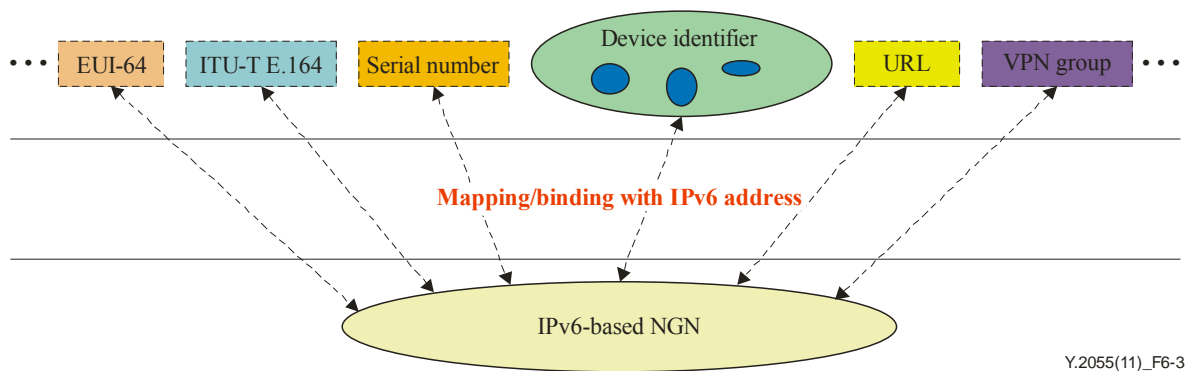 Device identifier
••• EUI-64 ITU-T E.164 Serial number URL VPN group •••
Mapping/binding with IPv6 address
IPv6-based NGN
Y.2055(11)_F6-3